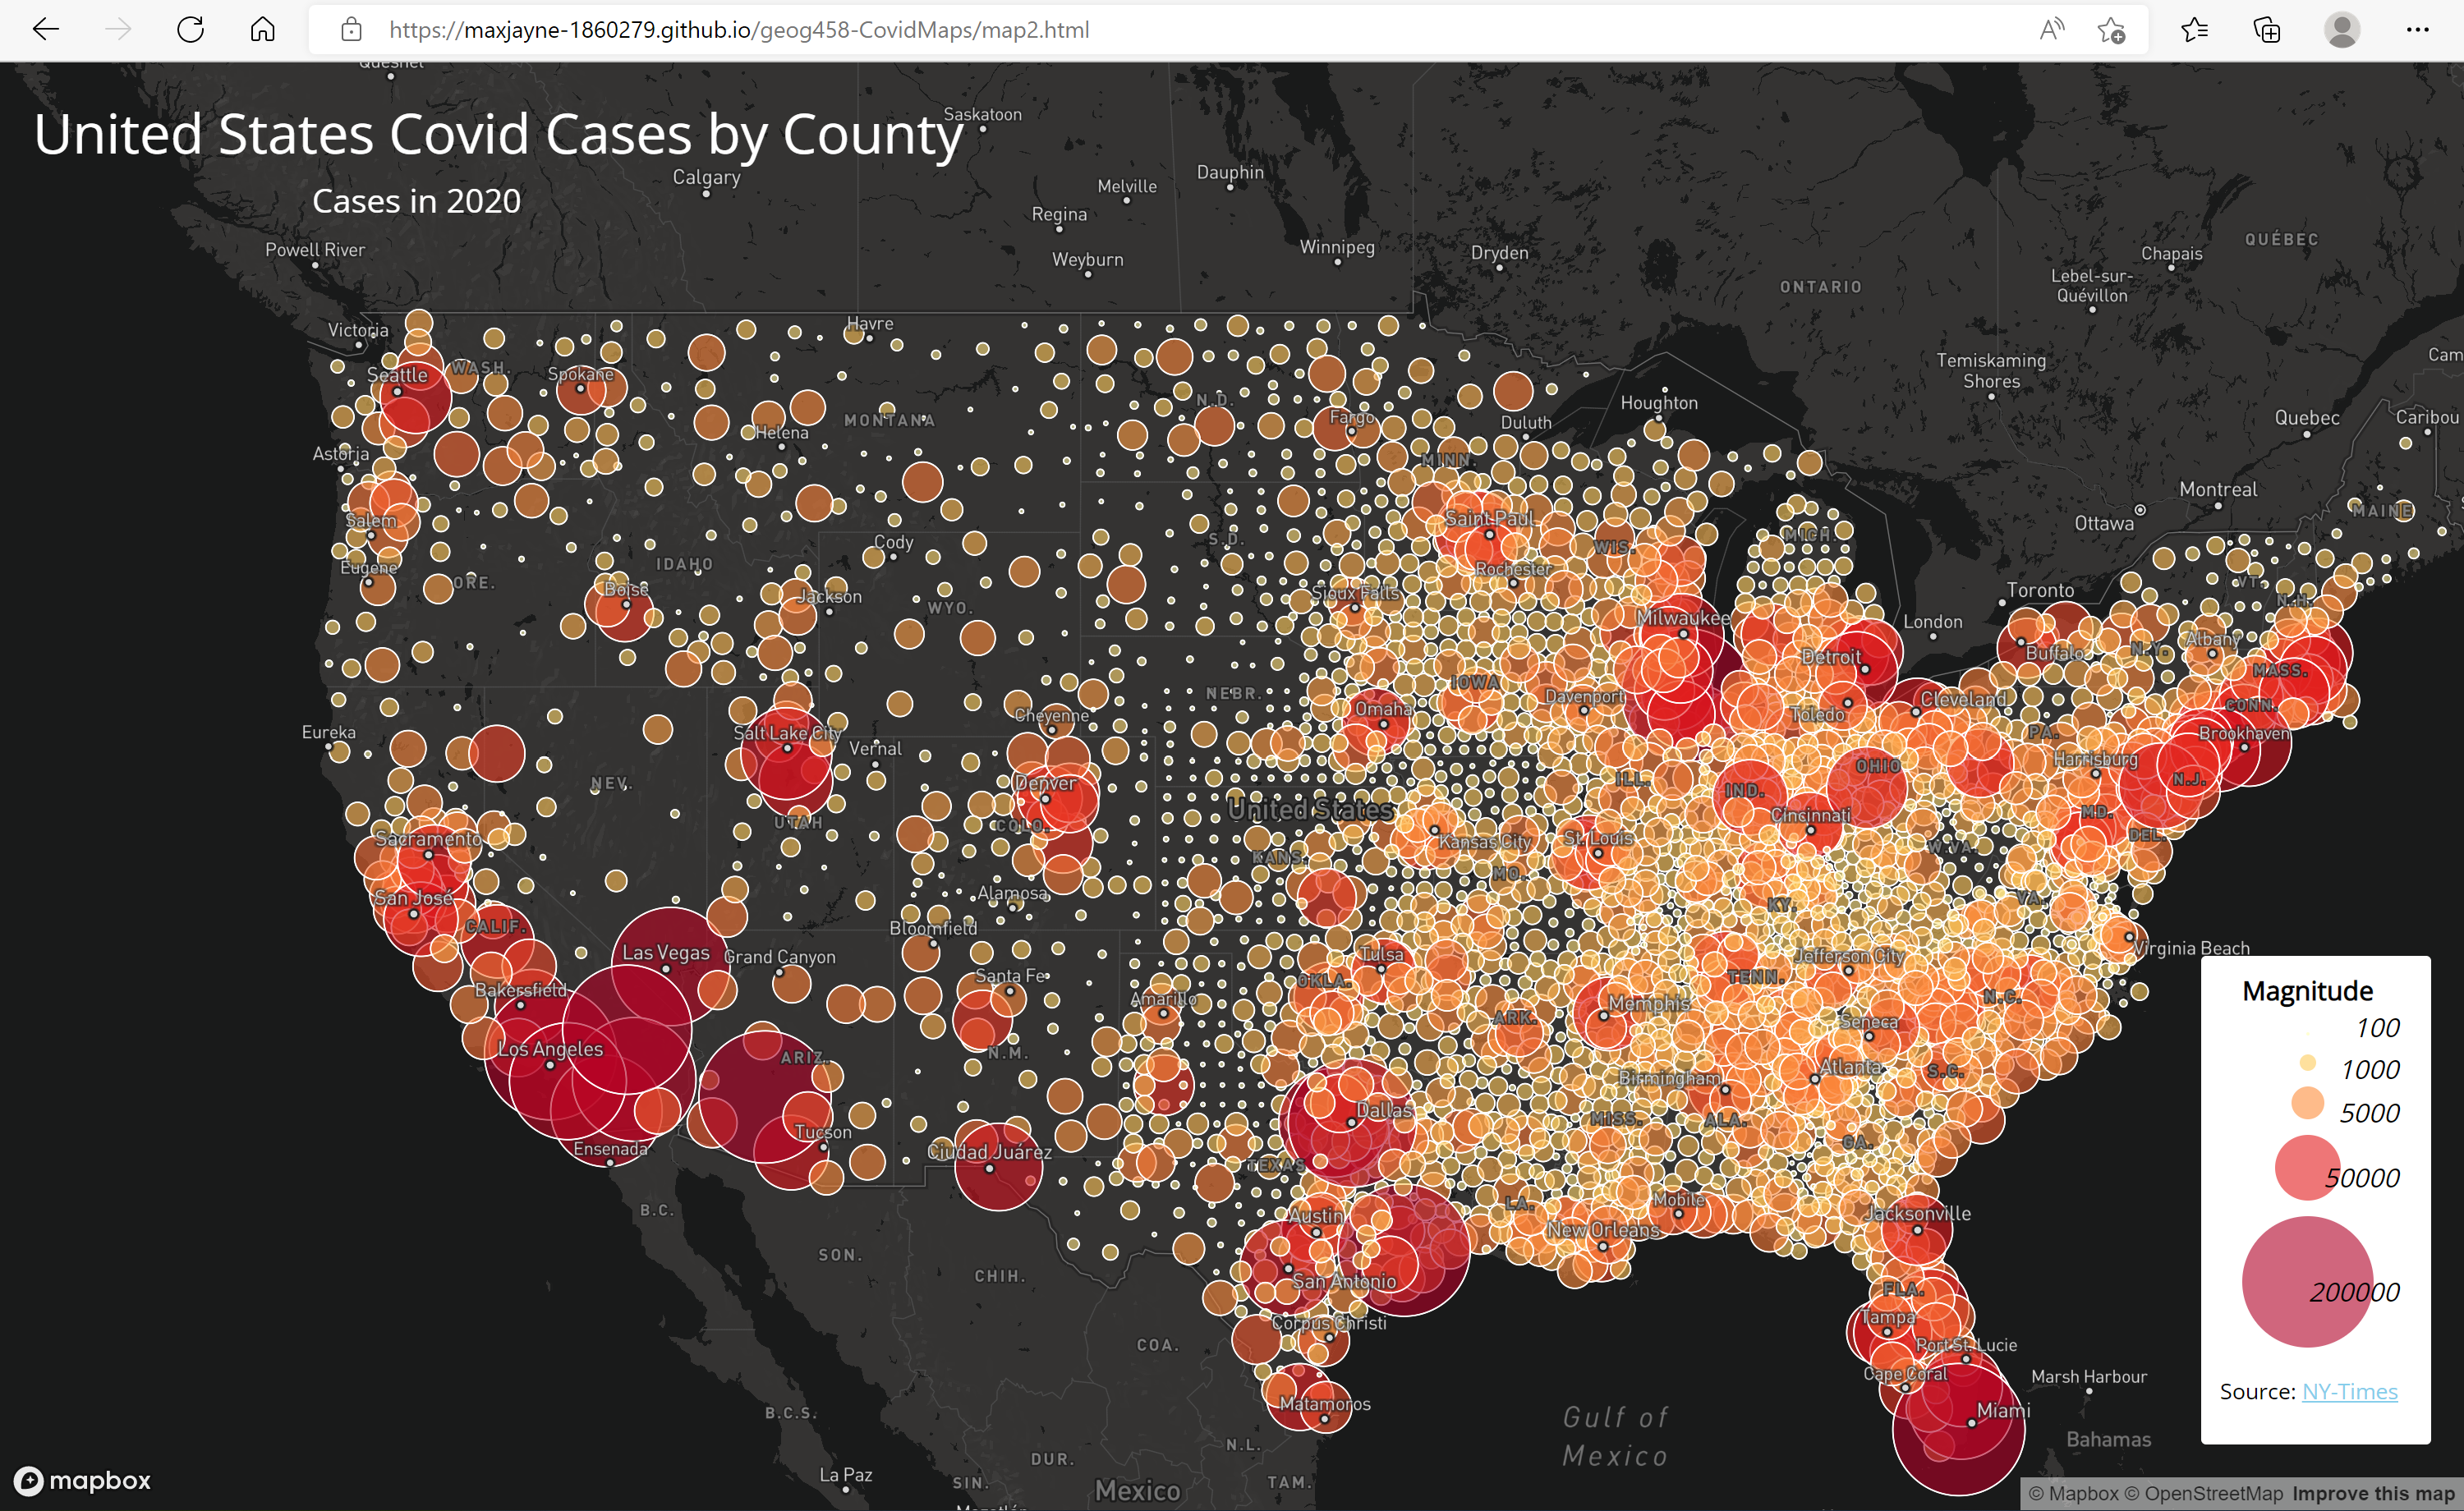 https://maxjayne-1860279.github.io/geog458-CovidMaps/map2.html
Quesnel
United States Covid Cases by County
Cases in 2020
Saskatoon
Calgary
Dauphin
Melville
Regina
Weyburn
Winnipeg
Dryden
Powell River
QUÉBEC
Chapais
Lebel-sur-
Quévillon
ONTARIO
Victoria
Havre
Temiskaming
Shores
Cam
Seattle
WASH.
Spokane
Houghton
Quebec
Caribou
N.D.
Fargo
Duluth
MONTANA
Helena
Astoria
MINN.
Montreal
Ottawa
MAINE
Salem
Saint Paul
MICH.
Cody
S.D.
WIS.
IDAHO
Eugene
ORE.
Rochester
Boise
Jackson
WYO.
Sioux Falls
Toronto
VT.
N.H.
Milwaukee
London
Albany
Buffalo
N.Y.
Detroit
MASS.
IOWA
NEBR.
Davenport
Omaha
Toledo
Cleveland
CONN.
Cheyenne
Eureka
Salt Lake City
Vernal
PA.
Brookhaven
Harrisburg
NEV.
Denver
ILL.
OHIO
N.J.
IND.
United States
UTAH
COLO.
Cincinnati
MD.
DEL.
Sacramento
Kansas City
St. Louis
KANS.
W.VA.
MO.
San José
Alamosa
KY.
VA.
CALIF.
Bloomfield
Las Vegas
Grand Canyon
Virginia Beach
Tulsa
Jefferson City
Santa Fe
OKLA.
TENN.
Bakersfield
Amarillo
Memphis
N.C.
ARK.
Seneca
Los Angeles
ARIZ.
N.M.
Atlanta
Birmingham
S.C.
Dallas
MISS.
ALA.
Tucson
GA.
Ensenada
Ciudad Juárez
TEXAS
B.C.
LA.
Mobile
Austin
New Orleans
Jacksonville
SON.
CHIH.
San Antonio
FLA.
Corpus Christi
Tampa
COA.
Port St. Lucie
Cape Coral
Marsh Harbour
Matamoros
B.C.S.
Miami
Gulf of
Mexico
Bahamas
N.L.
DUR.
La Paz
SIN.
Mexico
TAM.
Mazatlán
Magnitude
100
1000
5000
50000
200000
Source: NY-Times
mapbox
© Mapbox © OpenStreetMap Improve this map